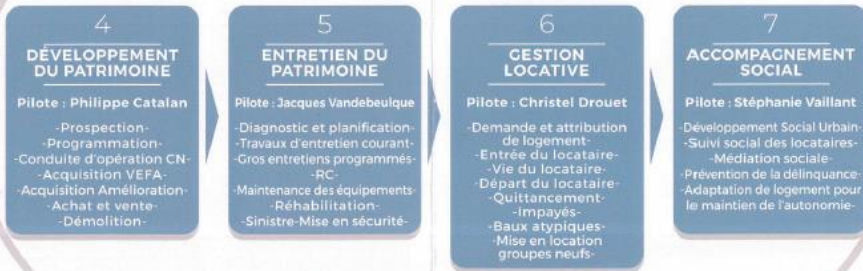 4
DÉVELOPPEMENT
DU PATRIMOINE
Pilote : Philippe Catalan
-Prospection-
-Programmation-
-Conduite d'opération CN-
-Acquisition VEFA-
-Acquisition Amélioration-
-Achat et vente-
-Démolition-
5
ENTRETIEN DU
PATRIMOINE
Pilote : Jacques Vandebeulque
-Diagnostic et planification-
-Travaux d'entretien courant-
-Gros entretiens programmés-
-RC-
-Maintenance des équipements-
-Réhabilitation-
-Sinistre-Mise en sécurité-
6
GESTION
LOCATIVE
Pilote : Christel Drouet
-Demande et attribution
de logement-
-Entrée du locataire-
-Vie du locataire-
-Départ du locataire-
-Quittancement-
-Impayés-
-Baux atypiques-
-Mise en location
groupes neufs-
7
ACCOMPAGNEMENT
SOCIAL
Pilote : Stéphanie Vaillant
-Développement Social Urbain-
-Suivi social des locataires-
-Médiation sociale-
-Prévention de la délinquance-
-Adaptation de logement pour
le maintien de l'autonomie-